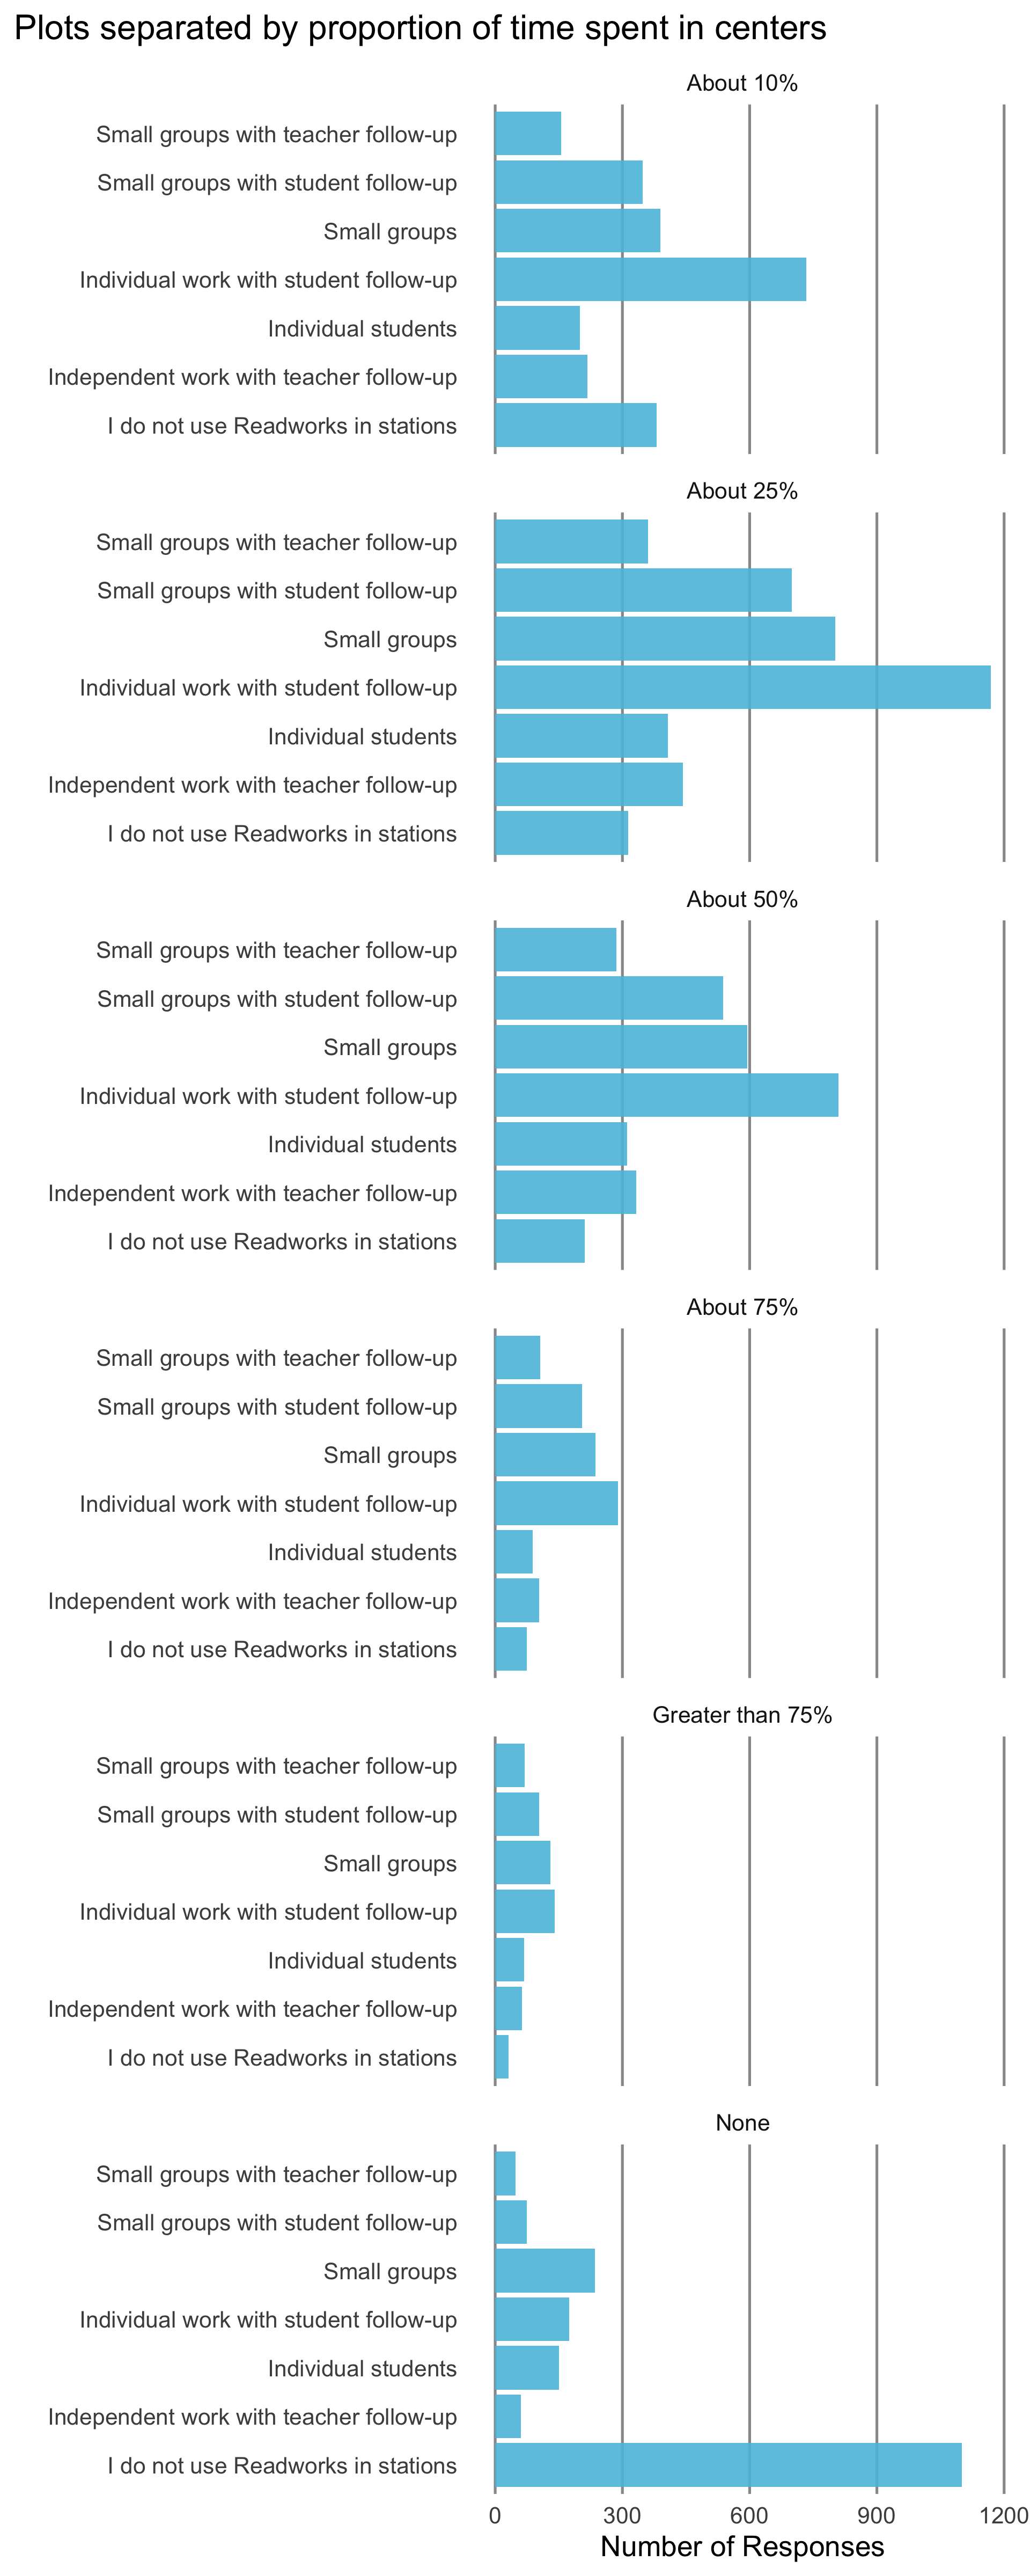 Plots separated by proportion of time spent in centers
About 10%
Small groups with teacher follow-up
Small groups with student follow-up
Small groups
Individual work with student follow-up
Individual students
Independent work with teacher follow-up
I do not use Readworks in stations
About 25%
Small groups with teacher follow-up
Small groups with student follow-up
Small groups
Individual work with student follow-up
Individual students
Independent work with teacher follow-up
I do not use Readworks in stations
About 50%
Small groups with teacher follow-up
Small groups with student follow-up
Small groups
Individual work with student follow-up
Individual students
Independent work with teacher follow-up
I do not use Readworks in stations
About 75%
Small groups with teacher follow-up
Small groups with student follow-up
Small groups
Individual work with student follow-up
Individual students
Independent work with teacher follow-up
I do not use Readworks in stations
Greater than 75%
Small groups with teacher follow-up
Small groups with student follow-up
Small groups
Individual work with student follow-up
Individual students
Independent work with teacher follow-up
I do not use Readworks in stations
None
Small groups with teacher follow-up
Small groups with student follow-up
Small groups
Individual work with student follow-up
Individual students
Independent work with teacher follow-up
I do not use Readworks in stations
0 300 600 900 1200
Number of Responses